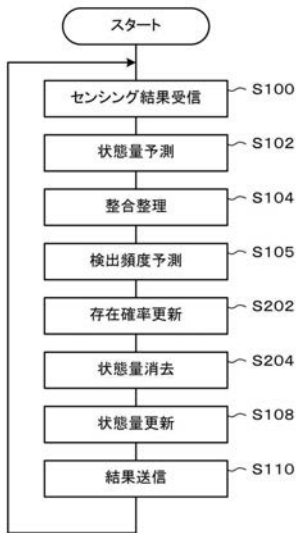 スタート
センシング結果受信 S100
状態量予測 S102
整合整理 S104
検出頻度予測 S105
存在確率更新 S202
状態量消去 S204
状態量更新 S108
結果送信 S110